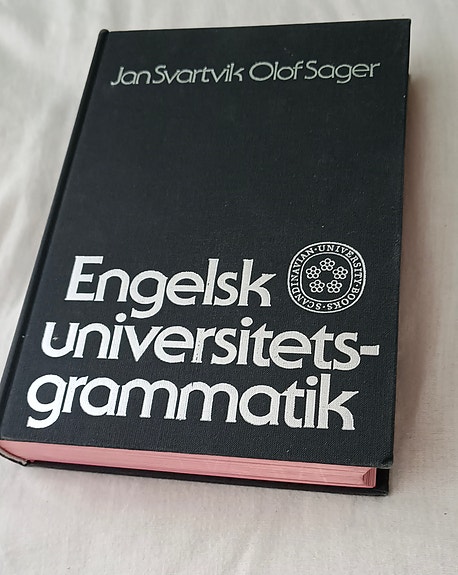 Jan Svartvik Olof Sager
Engelsk
universitets-
grammatik
SCANDINAVIAN·UNIVERSITY·BOOKS·